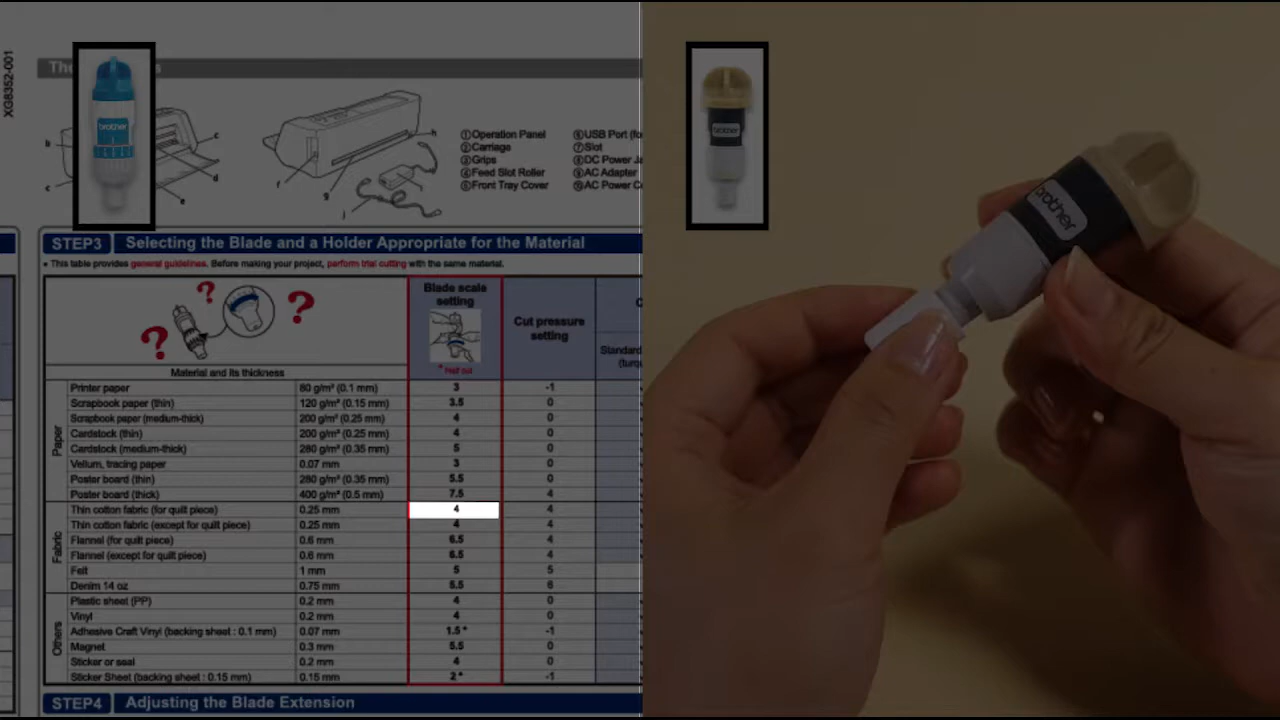 XG8352-001
brother
b
c
c
d
e
f
g
h
j
①Operation Panel
②Carriage
③Grips
④Feed Slot Roller
⑤Front Tray Cover
⑥USB Port (fo
⑦Slot
⑧DC Power Ja
⑨AC Adapter
⑩AC Power C
brother
brother
STEP3 Selecting the Blade and a Holder Appropriate for the Material
• This table provides general guidelines. Before making your project, perform trial cutting with the same material.
? ? ?
Material and its thickness
Blade scale
setting
* Half cut
Cut pressure
setting
Standard
(turq
Paper
Printer paper 80 g/m² (0.1 mm) 3 -1
Scrapbook paper (thin) 120 g/m² (0.15 mm) 3.5 0
Scrapbook paper (medium-thick) 200 g/m² (0.25 mm) 4 0
Cardstock (thin) 200 g/m² (0.25 mm) 4 0
Cardstock (medium-thick) 280 g/m² (0.35 mm) 5 0
Vellum, tracing paper 0.07 mm 3 0
Poster board (thin) 280 g/m² (0.35 mm) 5.5 0
Poster board (thick) 400 g/m² (0.5 mm) 7.5 4
Fabric
Thin cotton fabric (for quilt piece) 0.25 mm 4 4
Thin cotton fabric (except for quilt piece) 0.25 mm 4 4
Flannel (for quilt piece) 0.6 mm 6.5 4
Flannel (except for quilt piece) 0.6 mm 6.5 4
Felt 1 mm 5 5
Denim 14 oz 0.75 mm 5.5 6
Others
Plastic sheet (PP) 0.2 mm 4 0
Vinyl 0.2 mm 4 0
Adhesive Craft Vinyl (backing sheet : 0.1 mm) 0.07 mm 1.5 * -1
Magnet 0.3 mm 5.5 0
Sticker or seal 0.2 mm 4 0
Sticker Sheet (backing sheet : 0.15 mm) 0.15 mm 2 * -1
STEP4 Adjusting the Blade Extension